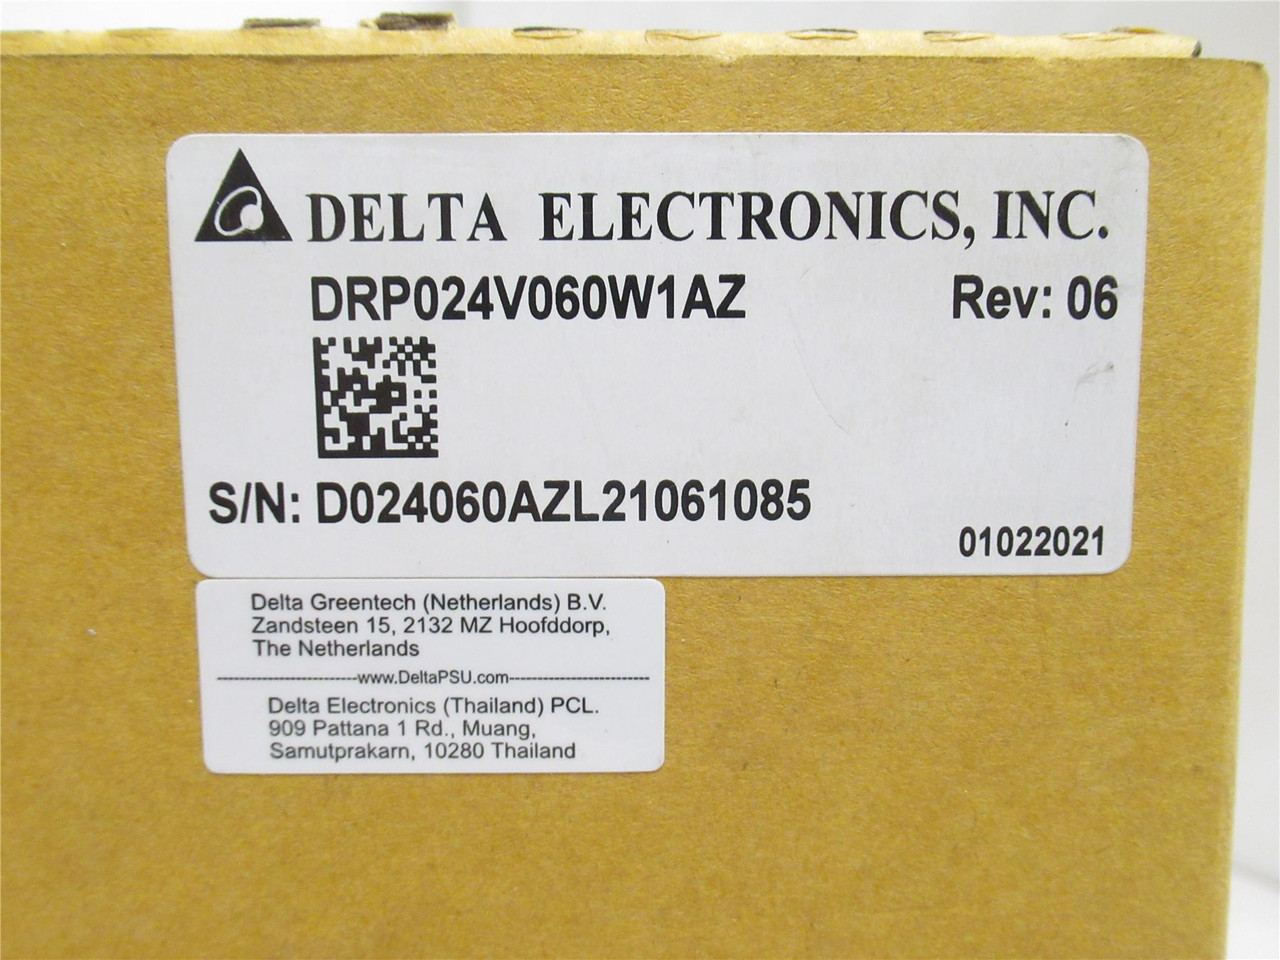 DELTA ELECTRONICS, INC.
DRP024V060W1AZ Rev: 06
S/N: D024060AZL21061085
01022021
Delta Greentech (Netherlands) B.V.
Zandsteen 15, 2132 MZ Hoofddorp,
The Netherlands
www.DeltaPSU.com
Delta Electronics (Thailand) PCL.
909 Pattana 1 Rd., Muang,
Samutprakarn, 10280 Thailand